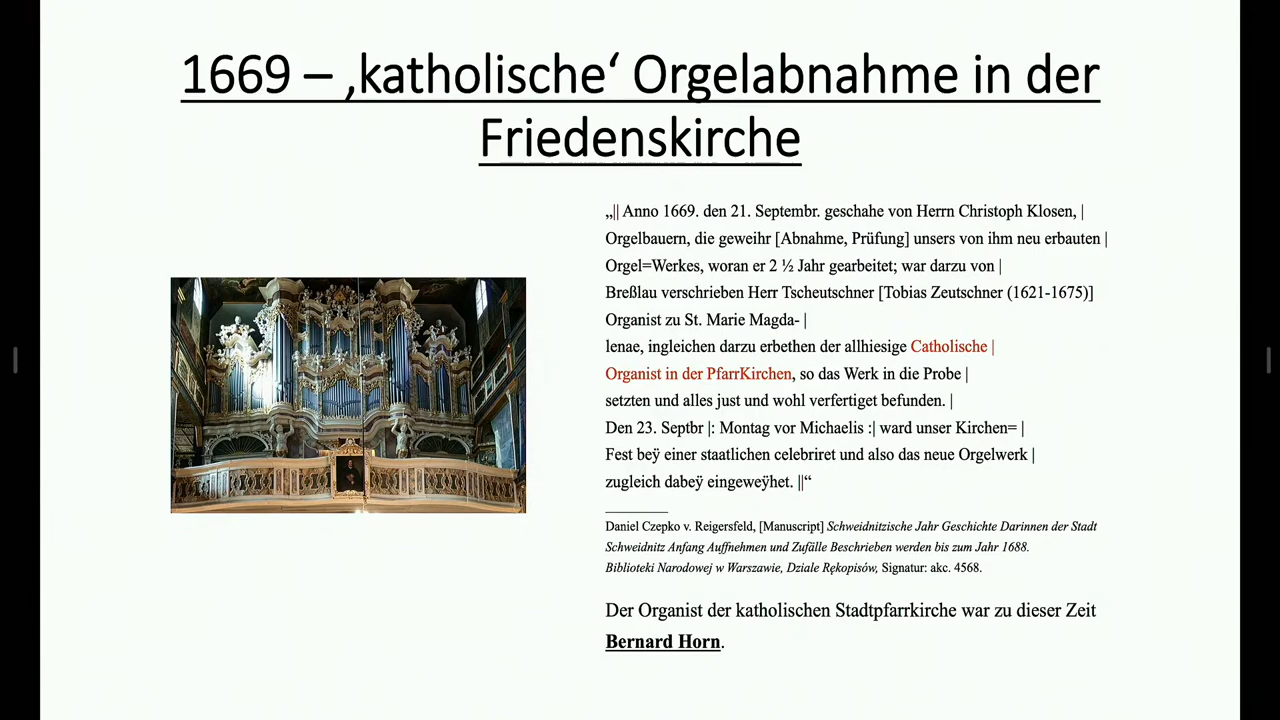 1669 – ‚katholische‘ Orgelabnahme in der
Friedenskirche
„|| Anno 1669. den 21. Septembr. geschahe von Herrn Christoph Klosen, |
Orgelbauern, die geweihr [Abnahme, Prüfung] unsers von ihm neu erbauten |
Orgel=Werkes, woran er 2 ½ Jahr gearbeitet; war darzu von |
Breßlau verschrieben Herr Tscheutschner [Tobias Zeutschner (1621-1675)]
Organist zu St. Marie Magda- |
lenae, ingleichen darzu erbethen der allhiesige Catholische |
Organist in der PfarrKirchen, so das Werk in die Probe |
setzten und alles just und wohl verfertiget befunden. |
Den 23. Septbr |: Montag vor Michaelis :| ward unser Kirchen= |
Fest beÿ einer staatlichen celebriret und also das neue Orgelwerk |
zugleich dabeÿ eingeweÿhet. ||“
Daniel Czepko v. Reigersfeld, [Manuscript] Schweidnitzische Jahr Geschichte Darinnen der Stadt
Schweidnitz Anfang Auffnehmen und Zufälle Beschrieben werden bis zum Jahr 1688.
Biblioteki Narodowej w Warszawie, Dziale Rękopisów, Signatur: akc. 4568.
Der Organist der katholischen Stadtpfarrkirche war zu dieser Zeit
Bernard Horn.